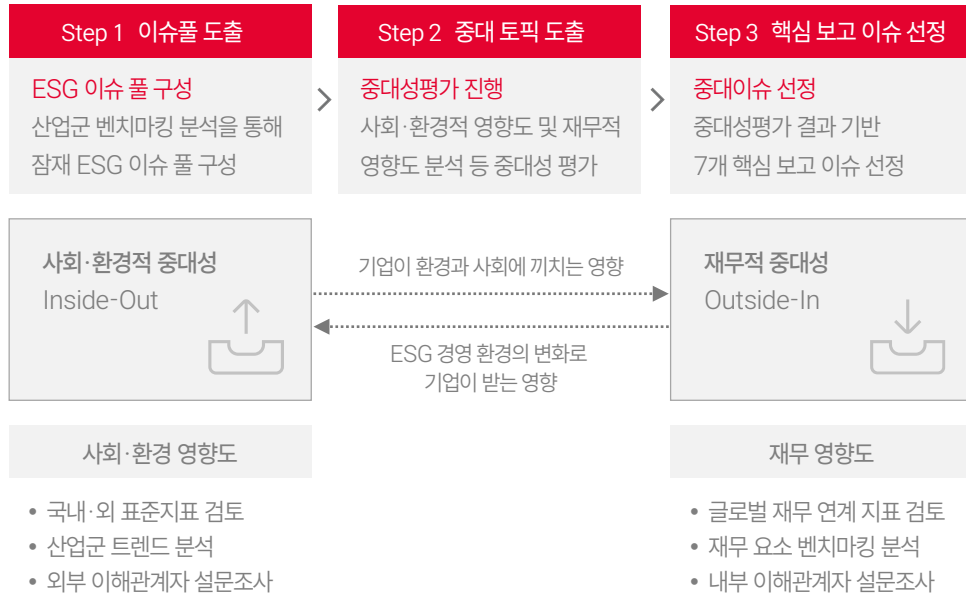 Step 1 이슈풀 도출
ESG 이슈 풀 구성
산업군 벤치마킹 분석을 통해
잠재 ESG 이슈 풀 구성
Step 2 중대 토픽 도출
중대성평가 진행
사회·환경적 영향도 및 재무적
영향도 분석 등 중대성 평가
Step 3 핵심 보고 이슈 선정
중대이슈 선정
중대성평가 결과 기반
7개 핵심 보고 이슈 선정
사회·환경적 중대성
Inside-Out
기업이 환경과 사회에 끼치는 영향
ESG 경영 환경의 변화로
기업이 받는 영향
재무적 중대성
Outside-In
사회·환경 영향도
• 국내·외 표준지표 검토
• 산업군 트렌드 분석
• 외부 이해관계자 설문조사
재무 영향도
• 글로벌 재무 연계 지표 검토
• 재무 요소 벤치마킹 분석
• 내부 이해관계자 설문조사